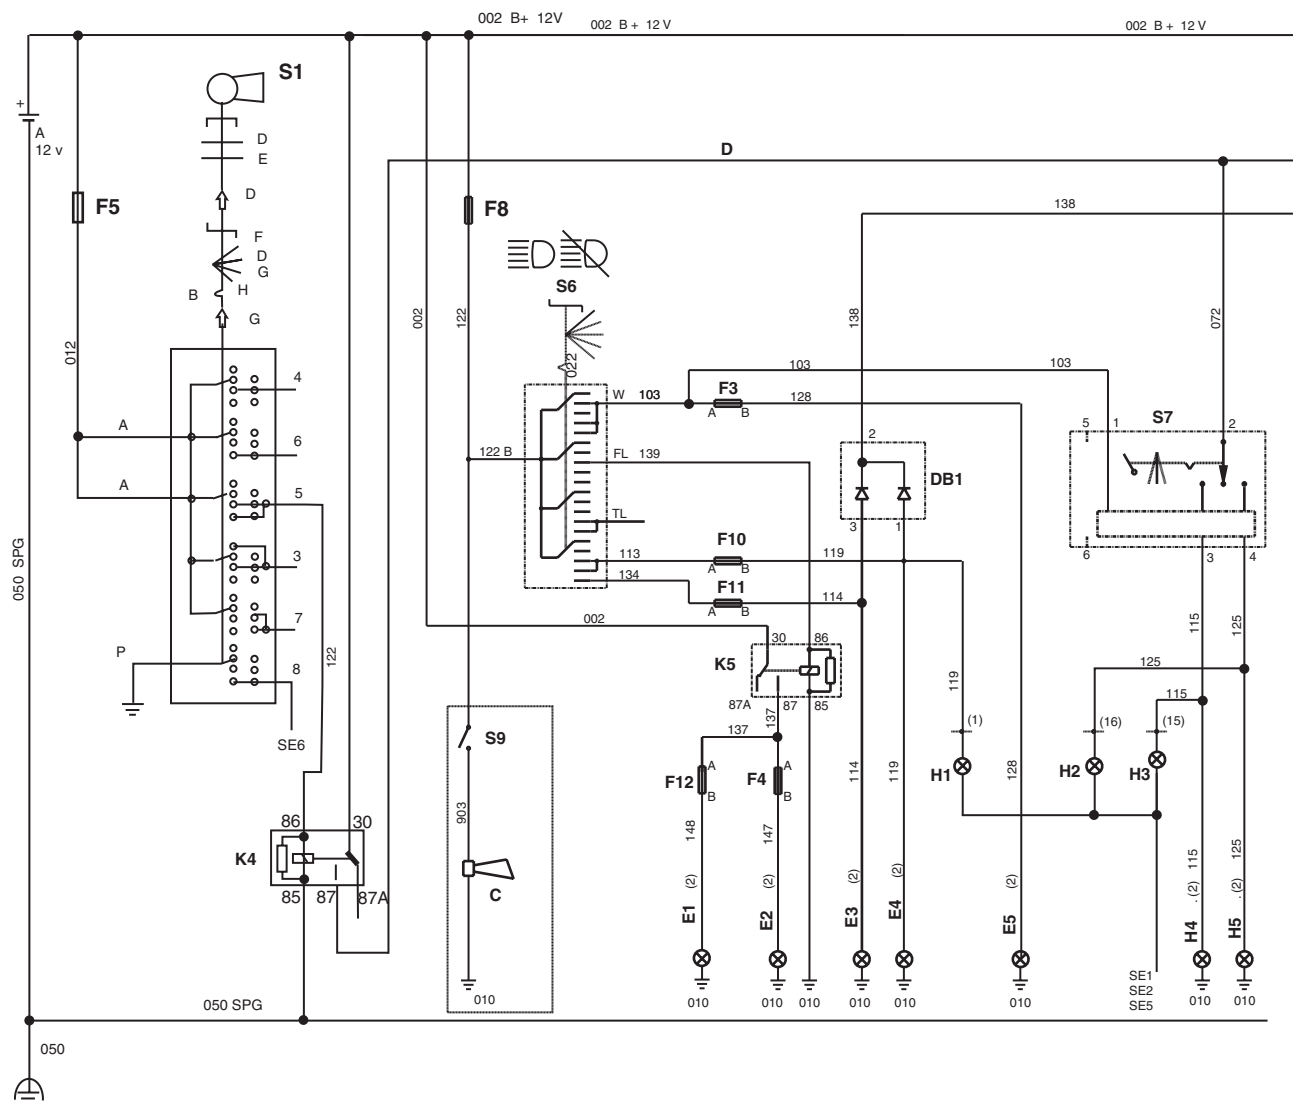 002 B+ 12V
002 B + 12 V
002 B + 12 V
S1
+
A
12 v
D
E
D
D
F5
F8
138
F
D
G
H
B
G
S6
022
002
122
138
072
012
050 SPG
4
A
6
A
5
3
7
P
8
122
SE6
W
103
103
103
F3
A
B
128
S7
5
1
2
122 B
FL
139
2
DB1
3
1
TL
113
F10
A
B
119
134
F11
A
B
114
6
3
4
002
30
86
K5
87A
87
85
137
137
115
125
125
115
119
(1)
(16)
(15)
H1
H2
H3
S9
903
C
010
F12
A
B
F4
A
B
148
147
114
119
128
(2)
(2)
(2)
(2)
(2)
115
125
. (2)
. (2)
E1
E2
E3
E4
E5
H4
H5
86
30
K4
85
87
87A
SE1
SE2
SE5
010
010
010
010
010
010
010
010
050 SPG
050